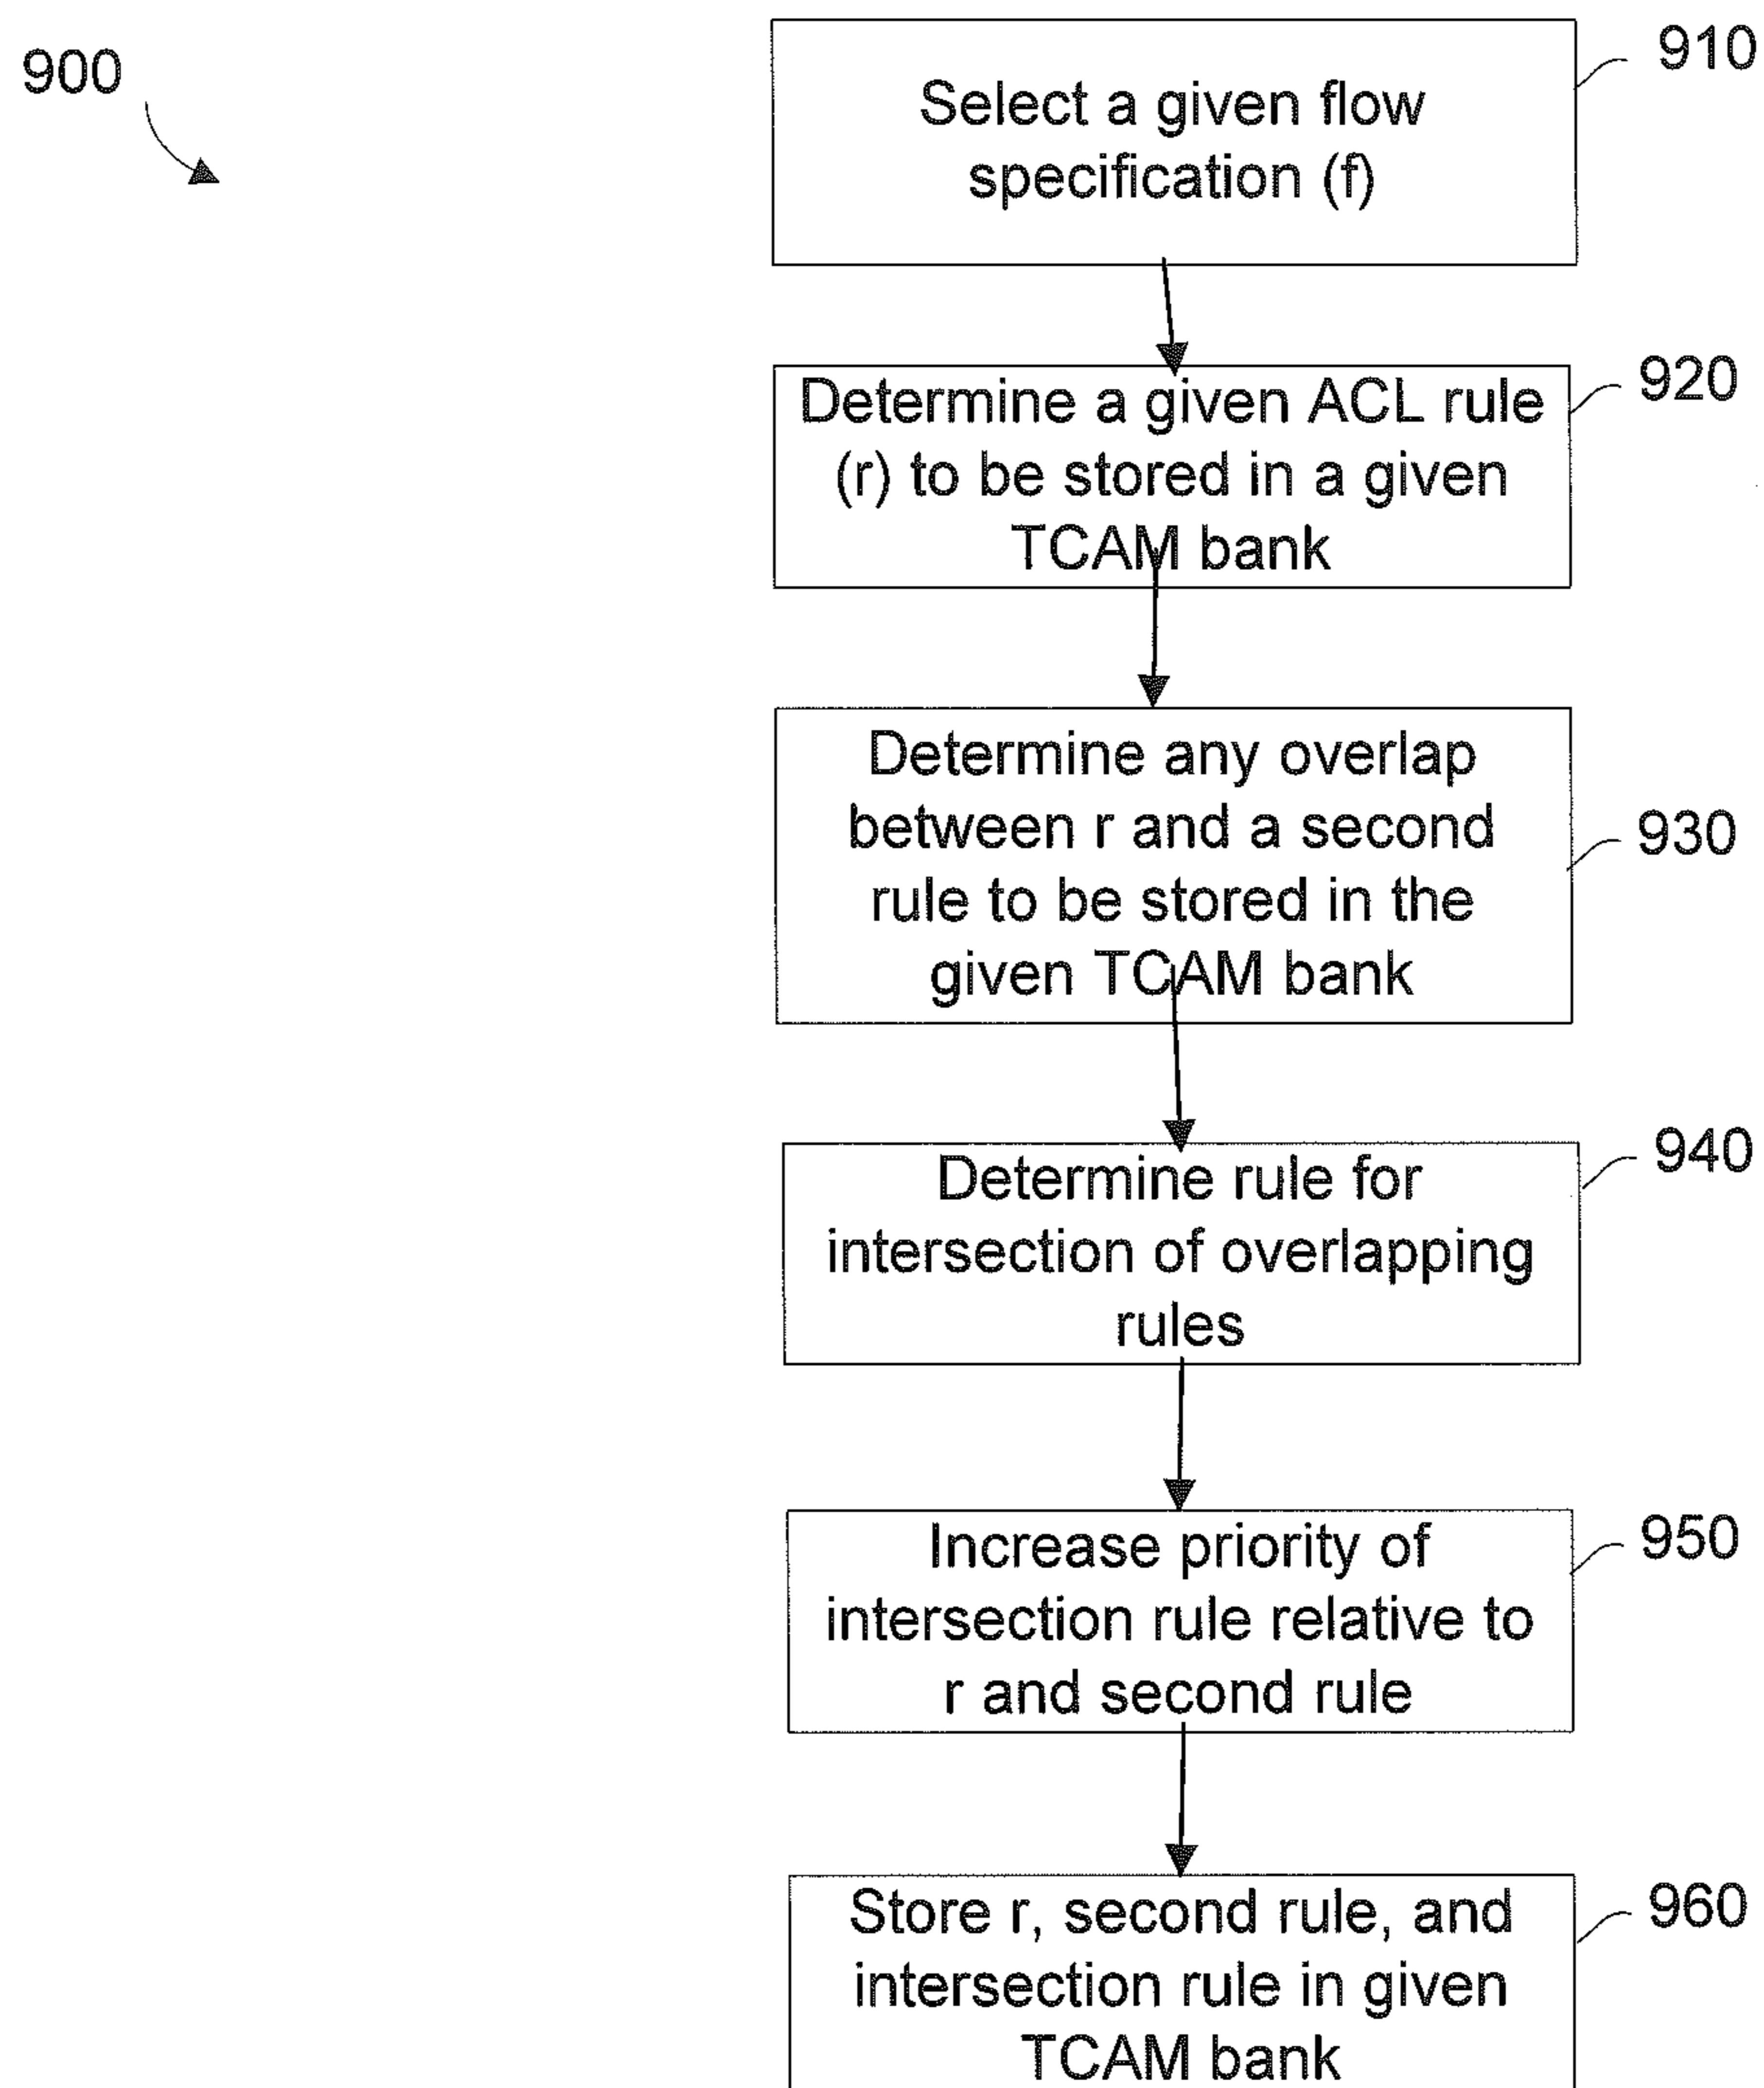 900
910
Select a given flow
specification (f)
920
Determine a given ACL rule
(r) to be stored in a given
TCAM bank
Determine any overlap
between r and a second
930
rule to be stored in the
given TCAM bank
940
Determine rule for
intersection of overlapping
rules
950
Increase priority of
intersection rule relative to
r and second rule
960
Store r, second rule, and
intersection rule in given
TCAM bank